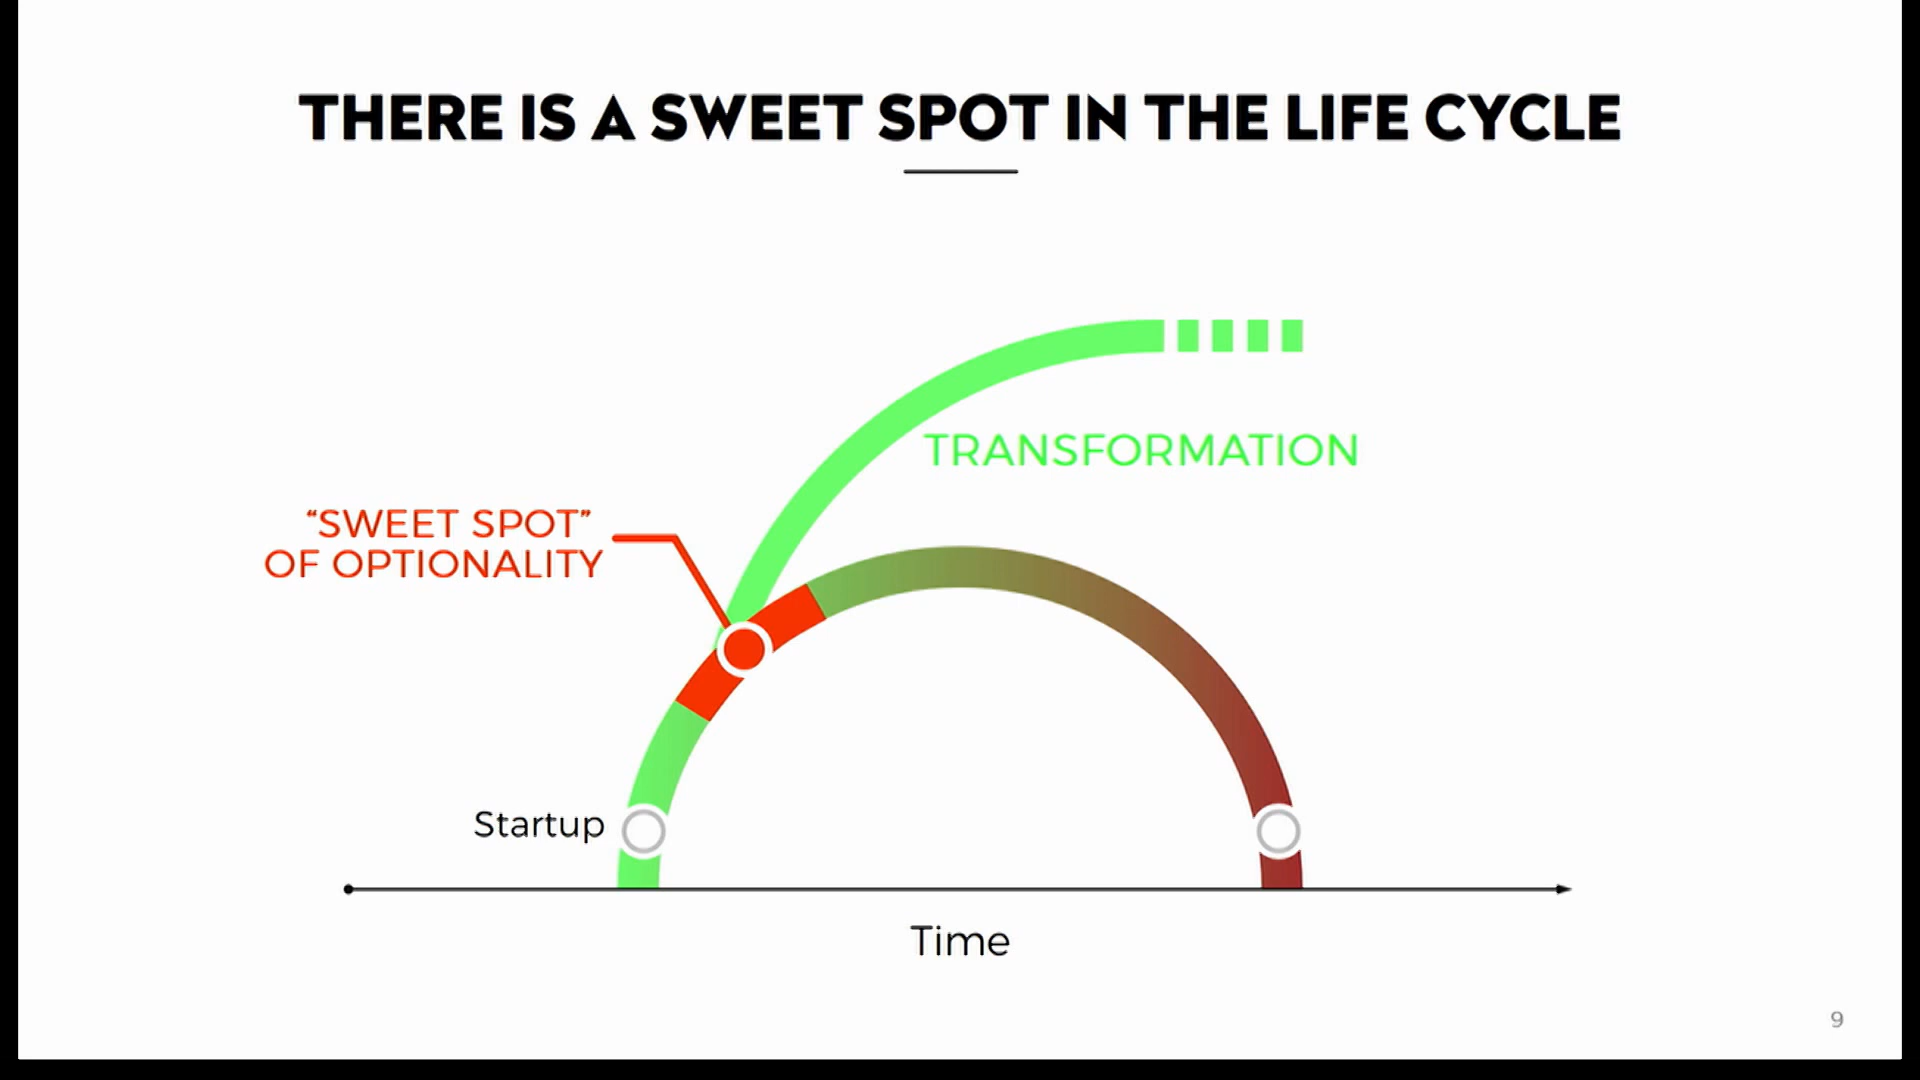 THERE IS A SWEET SPOT IN THE LIFE CYCLE
TRANSFORMATION
“SWEET SPOT”
OF OPTIONALITY
Startup
Time
9